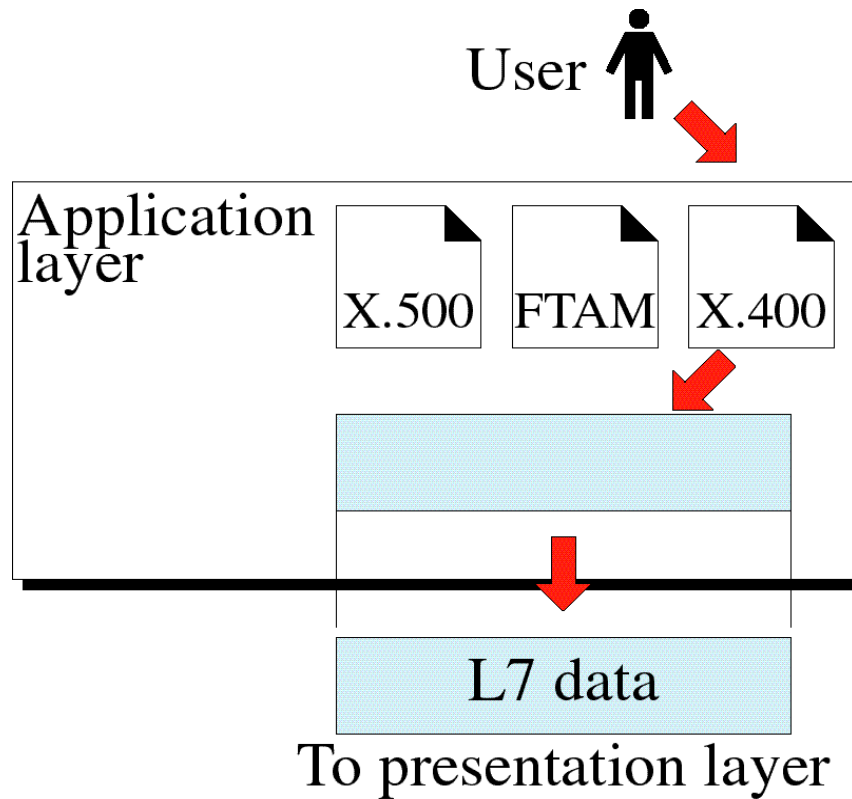 User
Application
layer
X.500 FTAM X.400
L7 data
To presentation layer